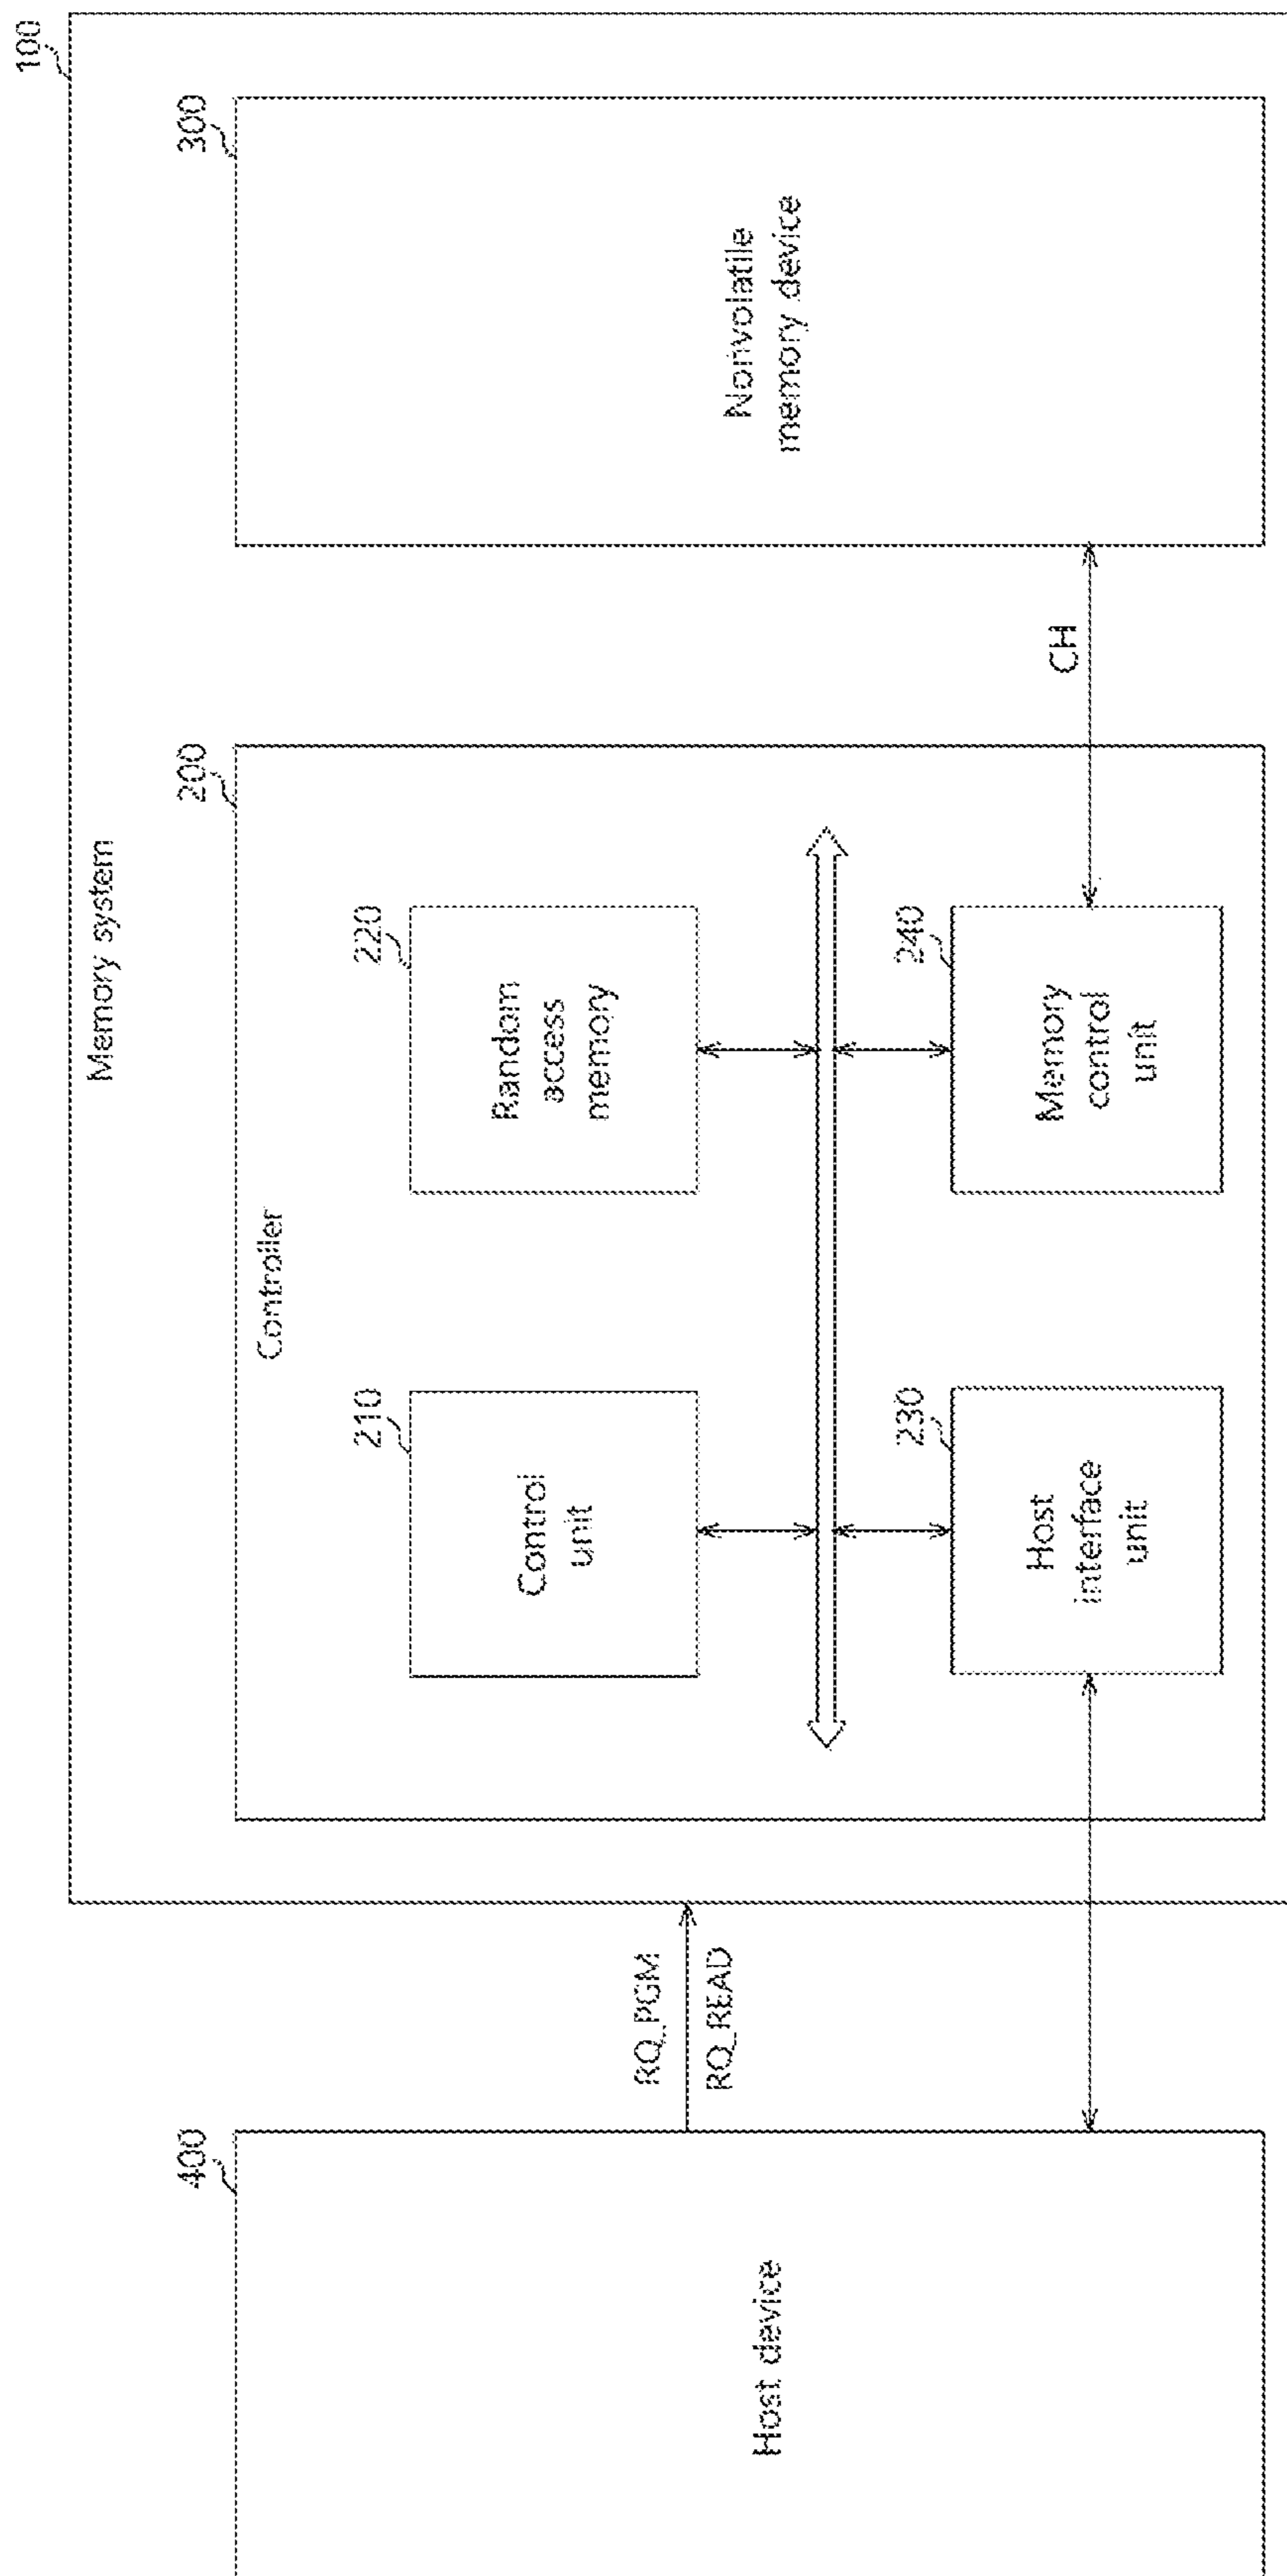 100
Memory system
400
200
300
Controller
210
220
Control
unit
Random
access
memory
Host device
RQ_PGM
RQ_READ
Nonvolatile
memory device
230
240
Host
interface
unit
Memory
control
unit
CH